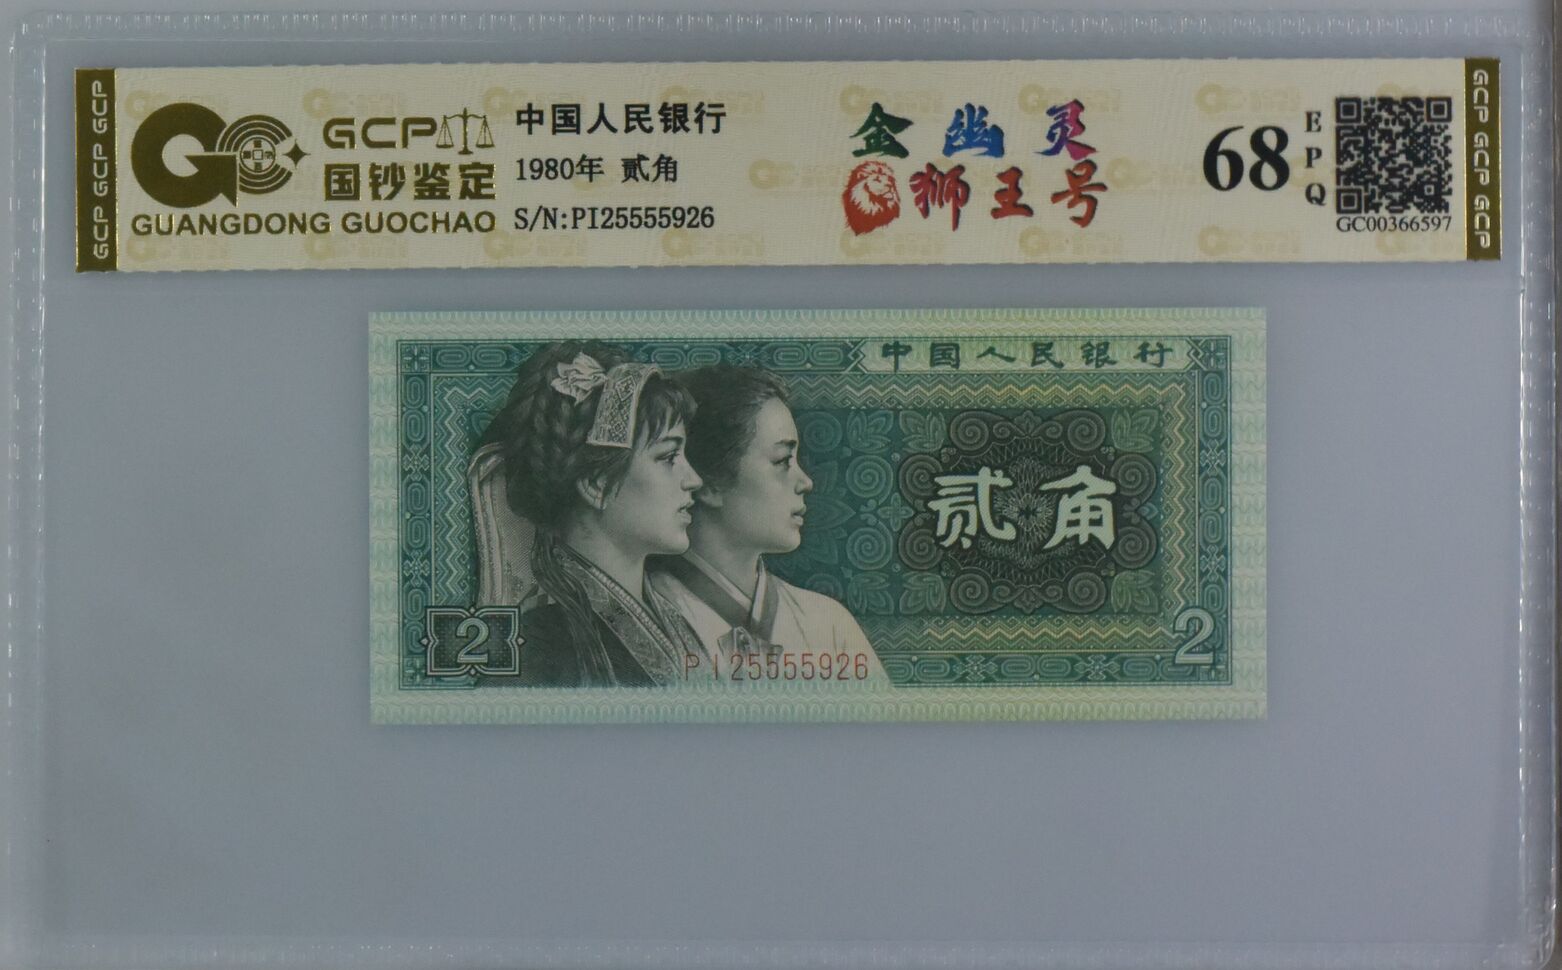 GCP GCP GCP
GCP
国钞鉴定
GUANGDONG GUOCHAO
中国人民银行
1980年 贰角
S/N:PI25555926
金幽灵
狮王号
68
EPQ
GC00366597
GCP GCP GCP
中国人民银行
贰角
2
2
PI25555926